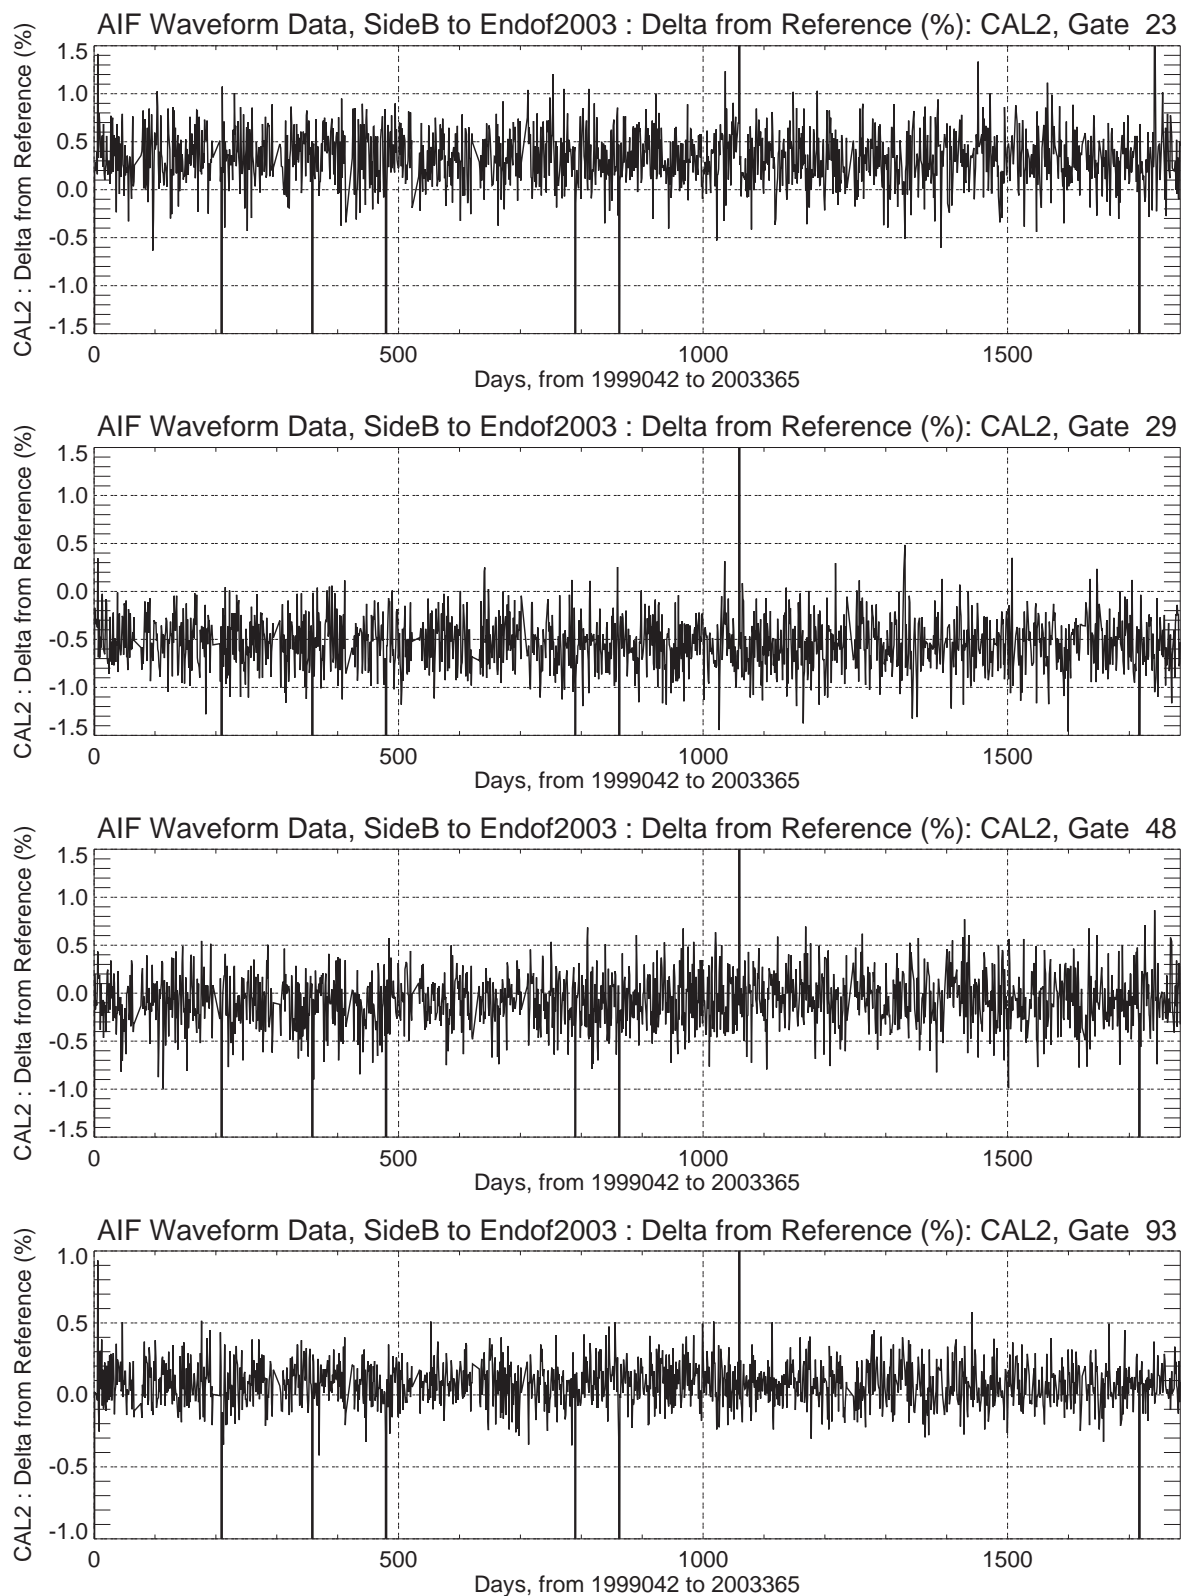 AIF Waveform Data, SideB to Endof2003 : Delta from Reference (%): CAL2, Gate 23
CAL2 : Delta from Reference (%)
1.5
1.0
0.5
0.0
-0.5
-1.0
-1.5
0 500 1000 1500
Days, from 1999042 to 2003365
AIF Waveform Data, SideB to Endof2003 : Delta from Reference (%): CAL2, Gate 29
CAL2 : Delta from Reference (%)
1.5
1.0
0.5
0.0
-0.5
-1.0
-1.5
0 500 1000 1500
Days, from 1999042 to 2003365
AIF Waveform Data, SideB to Endof2003 : Delta from Reference (%): CAL2, Gate 48
CAL2 : Delta from Reference (%)
1.5
1.0
0.5
0.0
-0.5
-1.0
-1.5
0 500 1000 1500
Days, from 1999042 to 2003365
AIF Waveform Data, SideB to Endof2003 : Delta from Reference (%): CAL2, Gate 93
CAL2 : Delta from Reference (%)
1.0
0.5
0.0
-0.5
-1.0
0 500 1000 1500
Days, from 1999042 to 2003365